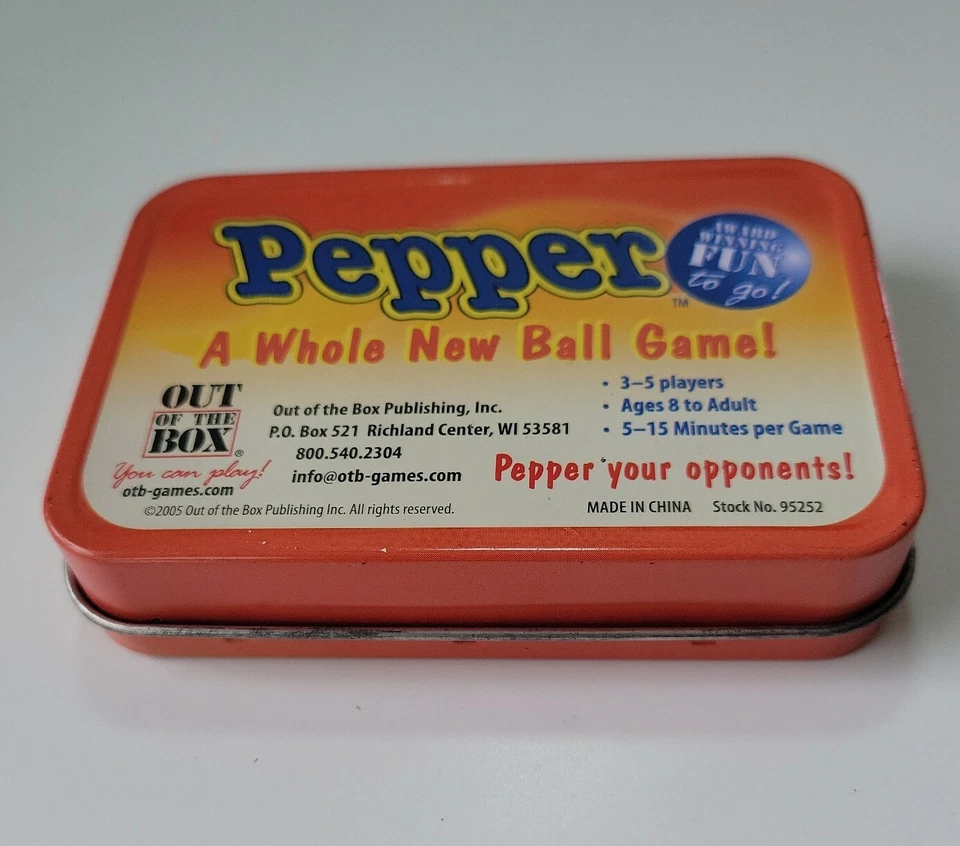 Pepper™
AWARD
WINNING
FUN
to go!
A Whole New Ball Game!
OUT
OF THE
BOX®
You can play!
otb-games.com
Out of the Box Publishing, Inc.
P.O. Box 521 Richland Center, WI 53581
800.540.2304
info@otb-games.com
• 3–5 players
• Ages 8 to Adult
• 5–15 Minutes per Game
Pepper your opponents!
©2005 Out of the Box Publishing Inc. All rights reserved.
MADE IN CHINA Stock No. 95252